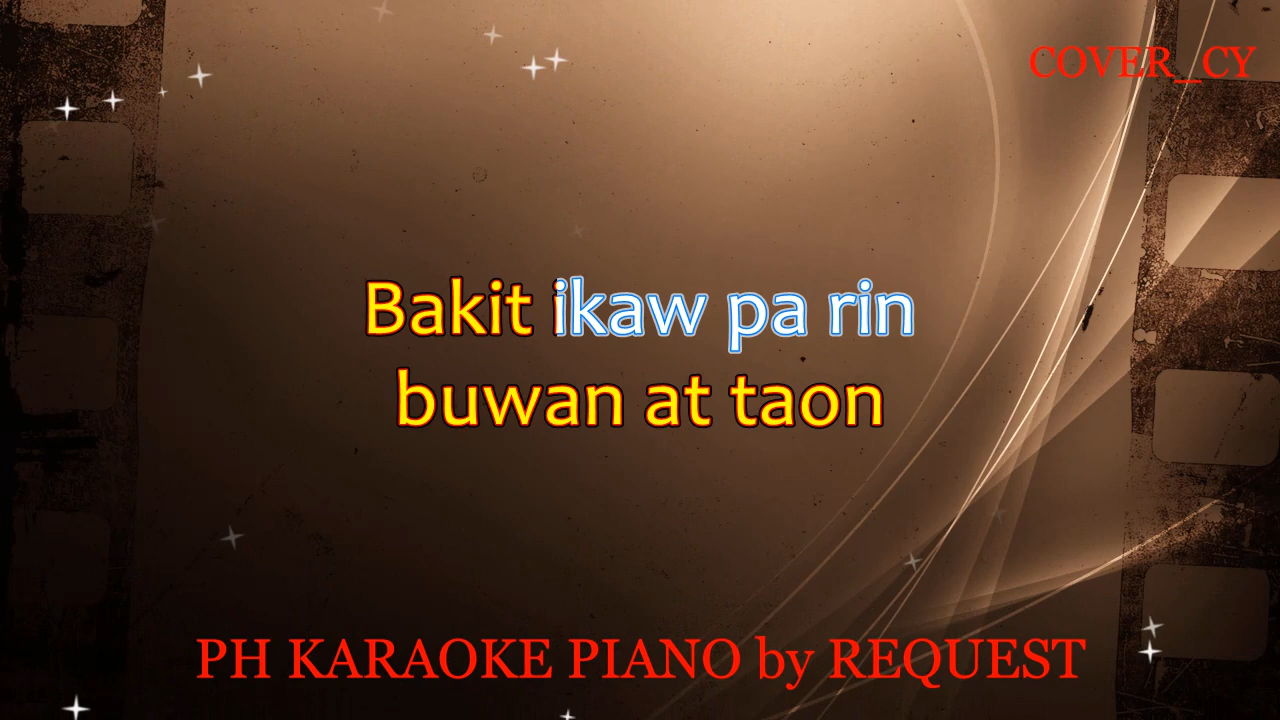 COVER_CY
Bakit ikaw pa rin
buwan at taon
PH KARAOKE PIANO by REQUEST